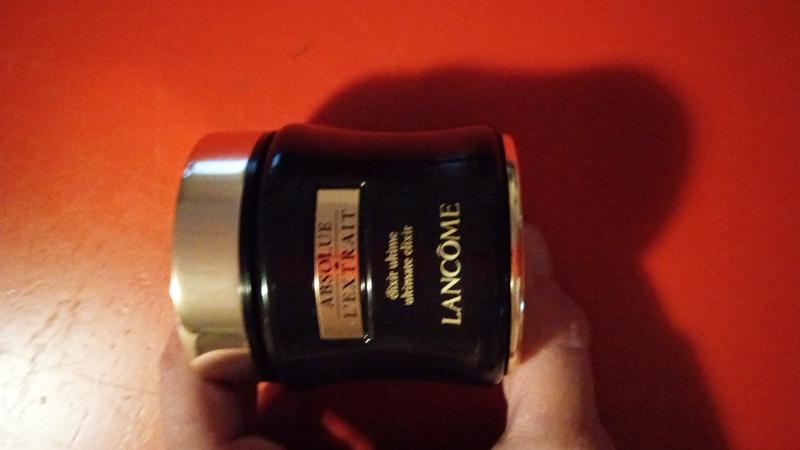 ABSOLUE
L'EXTRAIT
élixir ultime
ultimate elixir
LANCÔME